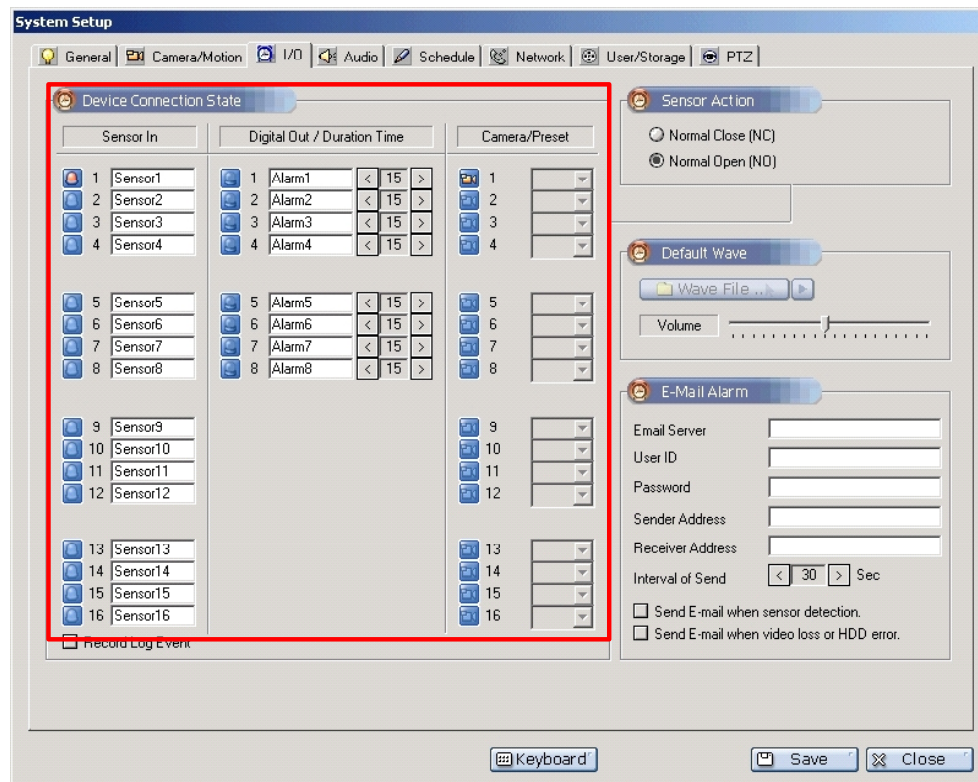 System Setup
General Camera/Motion I/O Audio Schedule Network User/Storage PTZ
Device Connection State
Sensor In Digital Out / Duration Time Camera/Preset
1 Sensor1 1 Alarm1 < 15 > 1
2 Sensor2 2 Alarm2 < 15 > 2
3 Sensor3 3 Alarm3 < 15 > 3
4 Sensor4 4 Alarm4 < 15 > 4
5 Sensor5 5 Alarm5 < 15 > 5
6 Sensor6 6 Alarm6 < 15 > 6
7 Sensor7 7 Alarm7 < 15 > 7
8 Sensor8 8 Alarm8 < 15 > 8
9 Sensor9 9
10 Sensor10 10
11 Sensor11 11
12 Sensor12 12
13 Sensor13 13
14 Sensor14 14
15 Sensor15 15
16 Sensor16 16
Record Log Event
Sensor Action
Normal Close (NC)
Normal Open (NO)
Default Wave
Wave File ...
Volume
E-Mail Alarm
Email Server
User ID
Password
Sender Address
Receiver Address
Interval of Send < 30 > Sec
Send E-mail when sensor detection.
Send E-mail when video loss or HDD error.
Keyboard Save Close